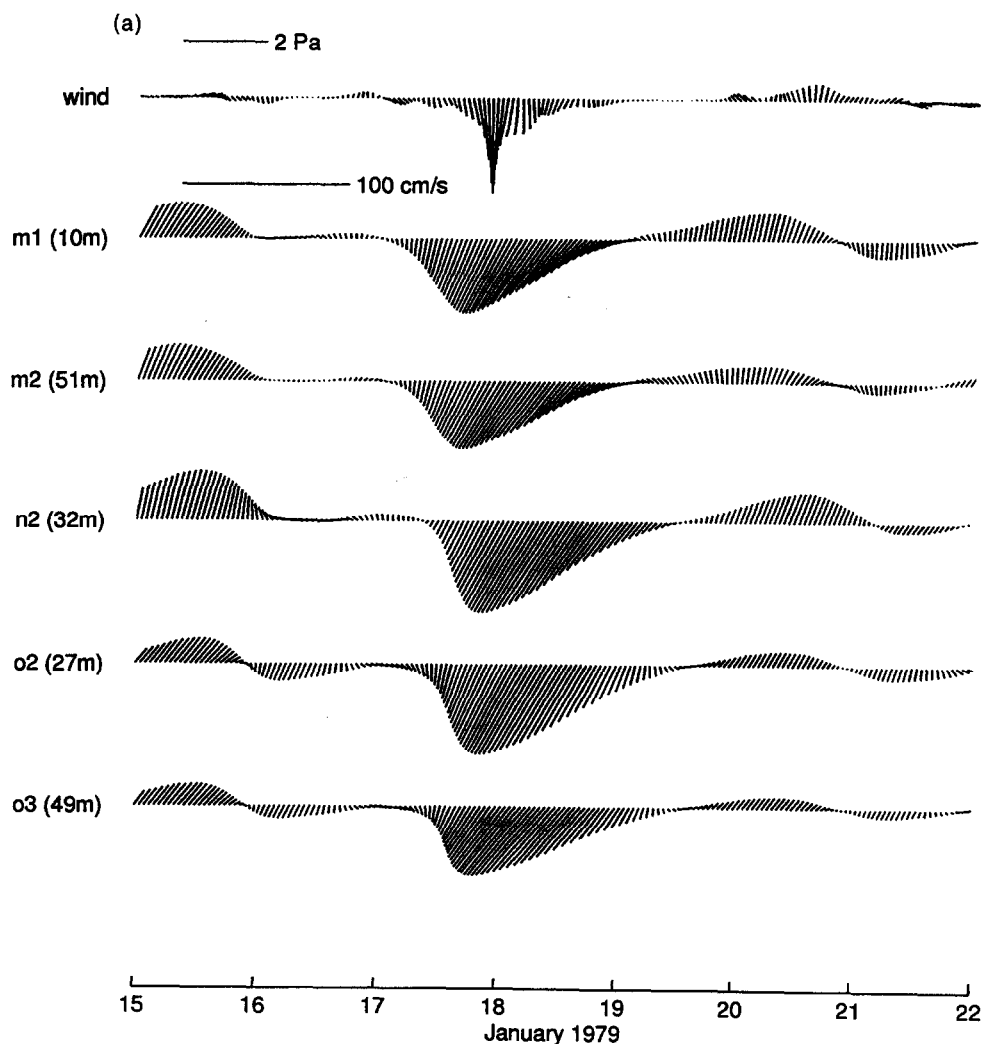 (a)
2 Pa
wind
100 cm/s
m1 (10m)
m2 (51m)
n2 (32m)
o2 (27m)
o3 (49m)
15 16 17 18 19 20 21 22
January 1979